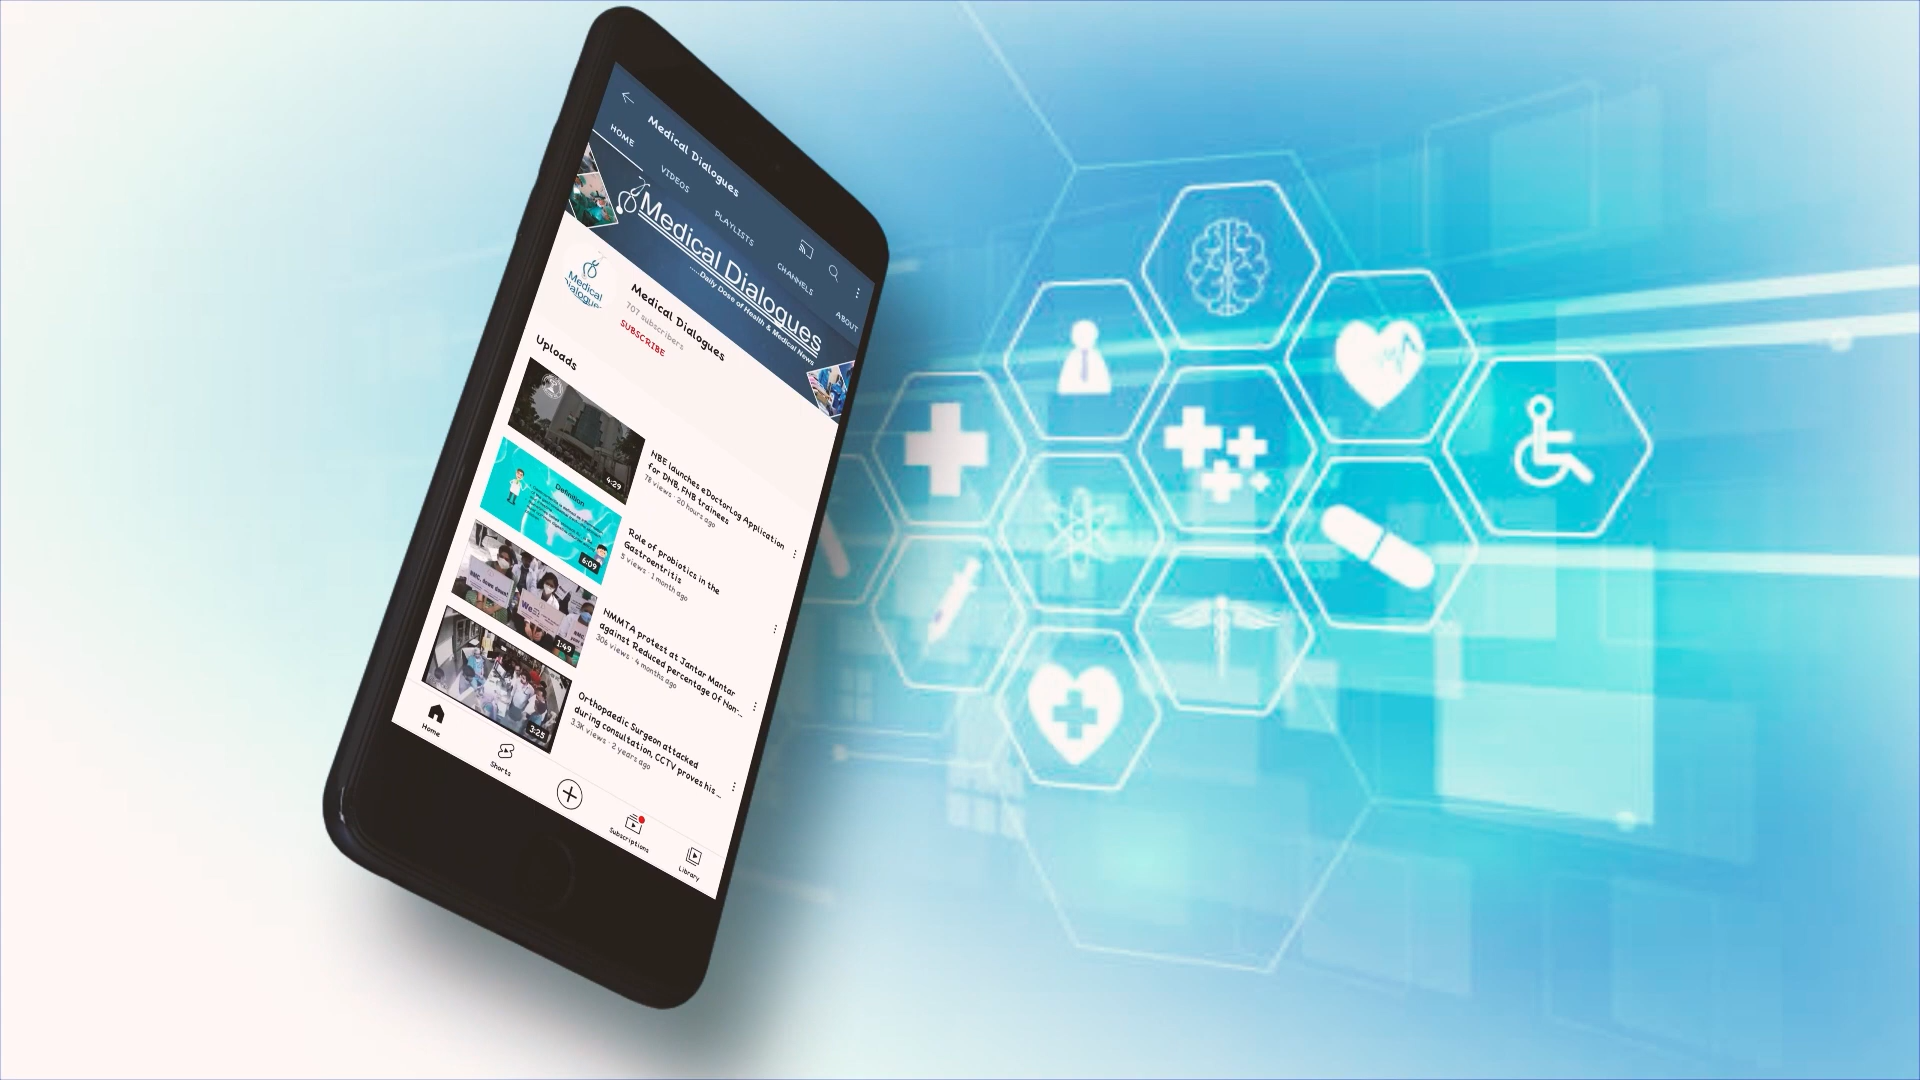 Medical Dialogues
HOME
VIDEOS
PLAYLISTS
CHANNELS
ABOUT
Medical Dialogues
.....Daily Dose of Health & Medical News
Medical
Medical Dialogues
707 subscribers
SUBSCRIBE
Uploads
4:29
NBE launches eDoctorLog Application
for DNB, FNB trainees
78 views · 20 hours ago
Definition
6:09
Role of probiotics in the
Gastroentritis
5 views · 1 month ago
1:49
NMMTA protest at Jantar Mantar
against 'Reduced percentage Of Non-...
306 views · 4 months ago
3:25
Orthopaedic Surgeon attacked
during consultation, CCTV proves his ...
3.3K views · 2 years ago
Home
Shorts
Subscriptions
Library